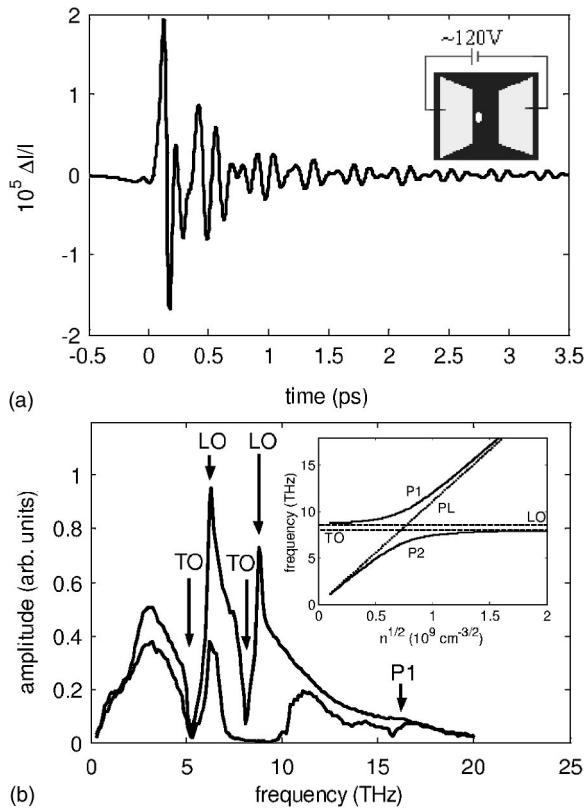 2
1
0
-1
-2
10⁵ ΔI/I
~120V
-0.5 0 0.5 1 1.5 2 2.5 3 3.5
time (ps)
(a)
1
0.8
0.6
0.4
0.2
0
amplitude (arb. units)
LO
LO
TO
TO
P1
15
10
5
0
frequency (THz)
P1
PL
LO
TO
P2
0 0.5 1 1.5 2
n^1/2 (10^9 cm^-3/2)
0 5 10 15 20 25
frequency (THz)
(b)